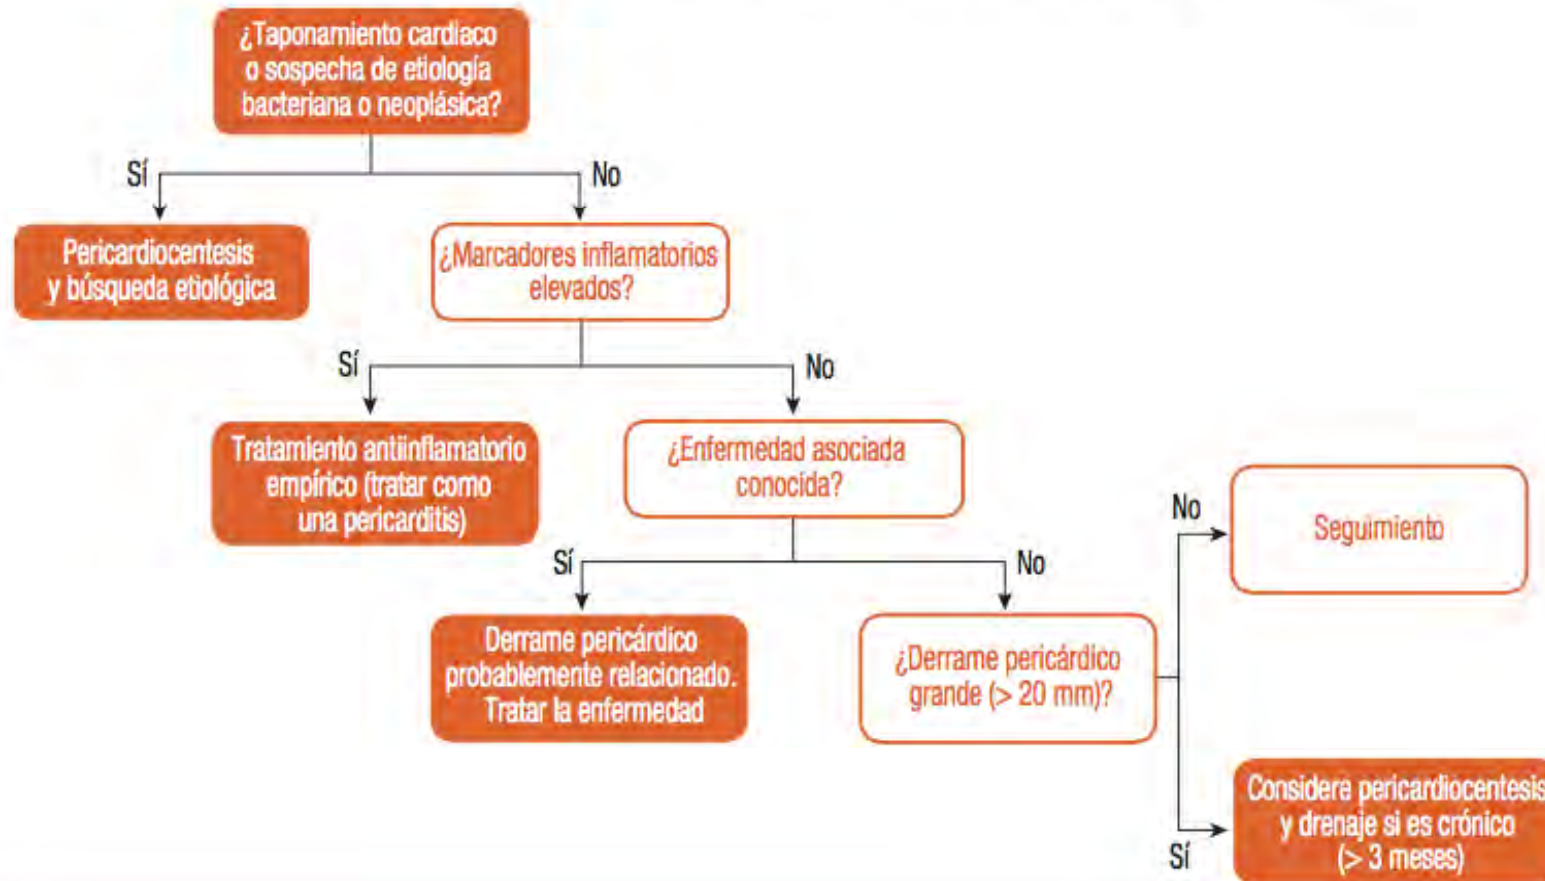 ¿Taponamiento cardiaco
o sospecha de etiología
bacteriana o neoplásica?
Sí
No
Pericardiocentesis
y búsqueda etiológica
¿Marcadores inflamatorios
elevados?
Sí
No
Tratamiento antiinflamatorio
empírico (tratar como
una pericarditis)
¿Enfermedad asociada
conocida?
Sí
No
Derrame pericárdico
probablemente relacionado.
Tratar la enfermedad
¿Derrame pericárdico
grande (> 20 mm)?
No
Seguimiento
Sí
Considere pericardiocentesis
y drenaje si es crónico
(> 3 meses)